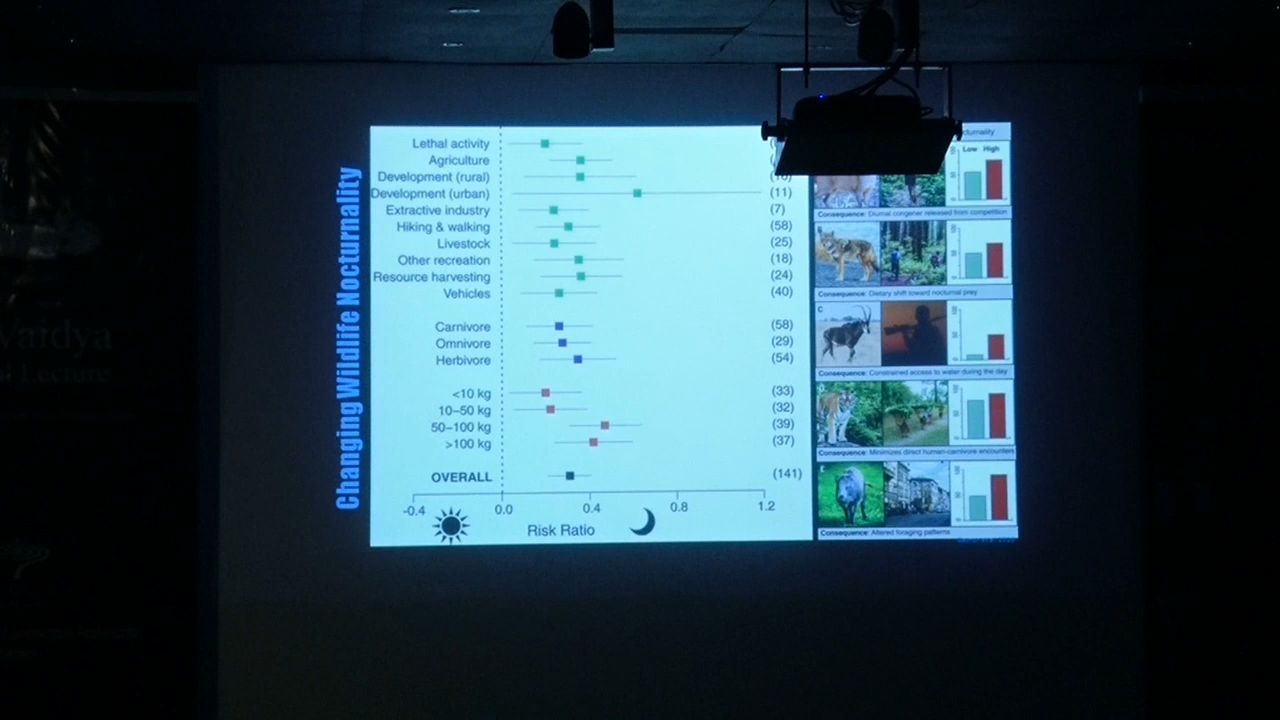 Changing Wildlife Nocturnality
Lethal activity
Agriculture
Development (rural)
Development (urban) (11)
Extractive industry (7)
Hiking & walking (58)
Livestock (25)
Other recreation (18)
Resource harvesting (24)
Vehicles (40)
Carnivore (58)
Omnivore (29)
Herbivore (54)
<10 kg (33)
10–50 kg (32)
50–100 kg (39)
>100 kg (37)
OVERALL (141)
-0.4 0.0 0.4 0.8 1.2
Risk Ratio
Low High
Consequence: Diurnal congener released from competition
Consequence: Dietary shift toward nocturnal prey
C
Consequence: Constrained access to water during the day
Consequence: Minimizes direct human-carnivore encounters
E
Consequence: Altered foraging patterns
Vaidya
Lecture